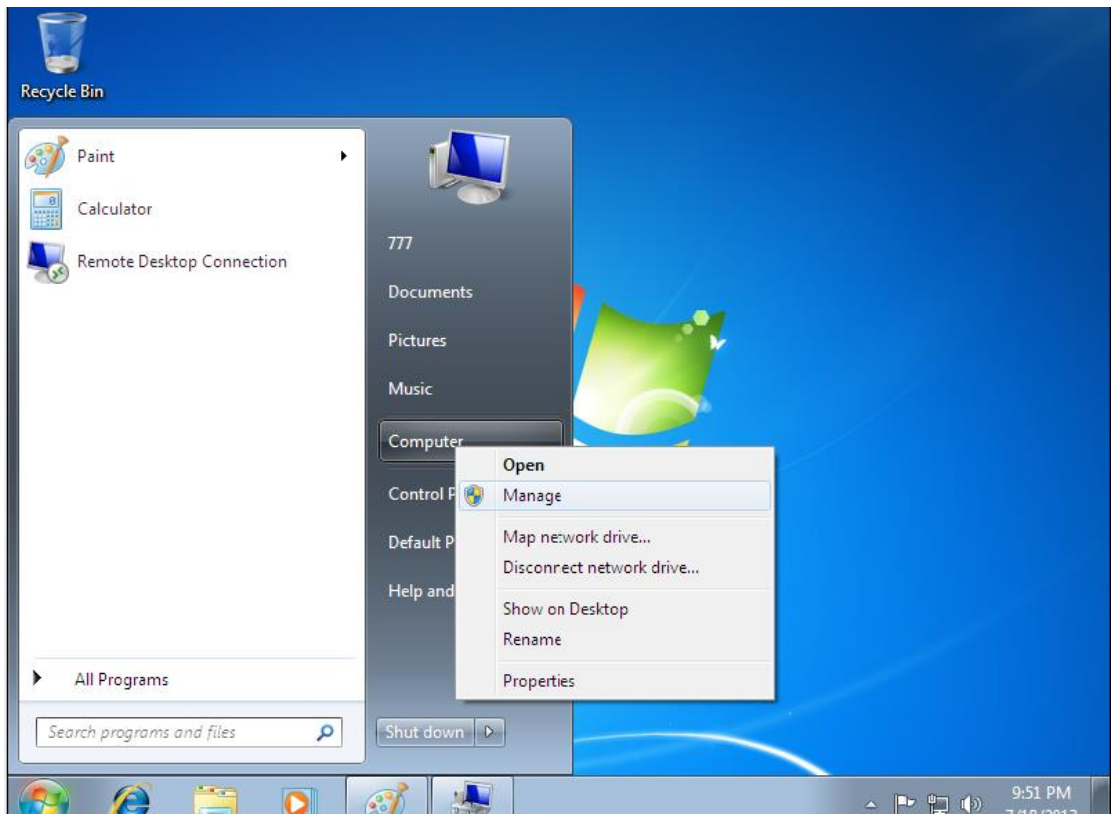 Recycle Bin
Paint
Calculator
Remote Desktop Connection
777
Documents
Pictures
Music
Computer
Control P
Default P
Help and
Open
Manage
Map network drive...
Disconnect network drive...
Show on Desktop
Rename
Properties
All Programs
Search programs and files
Shut down
9:51 PM